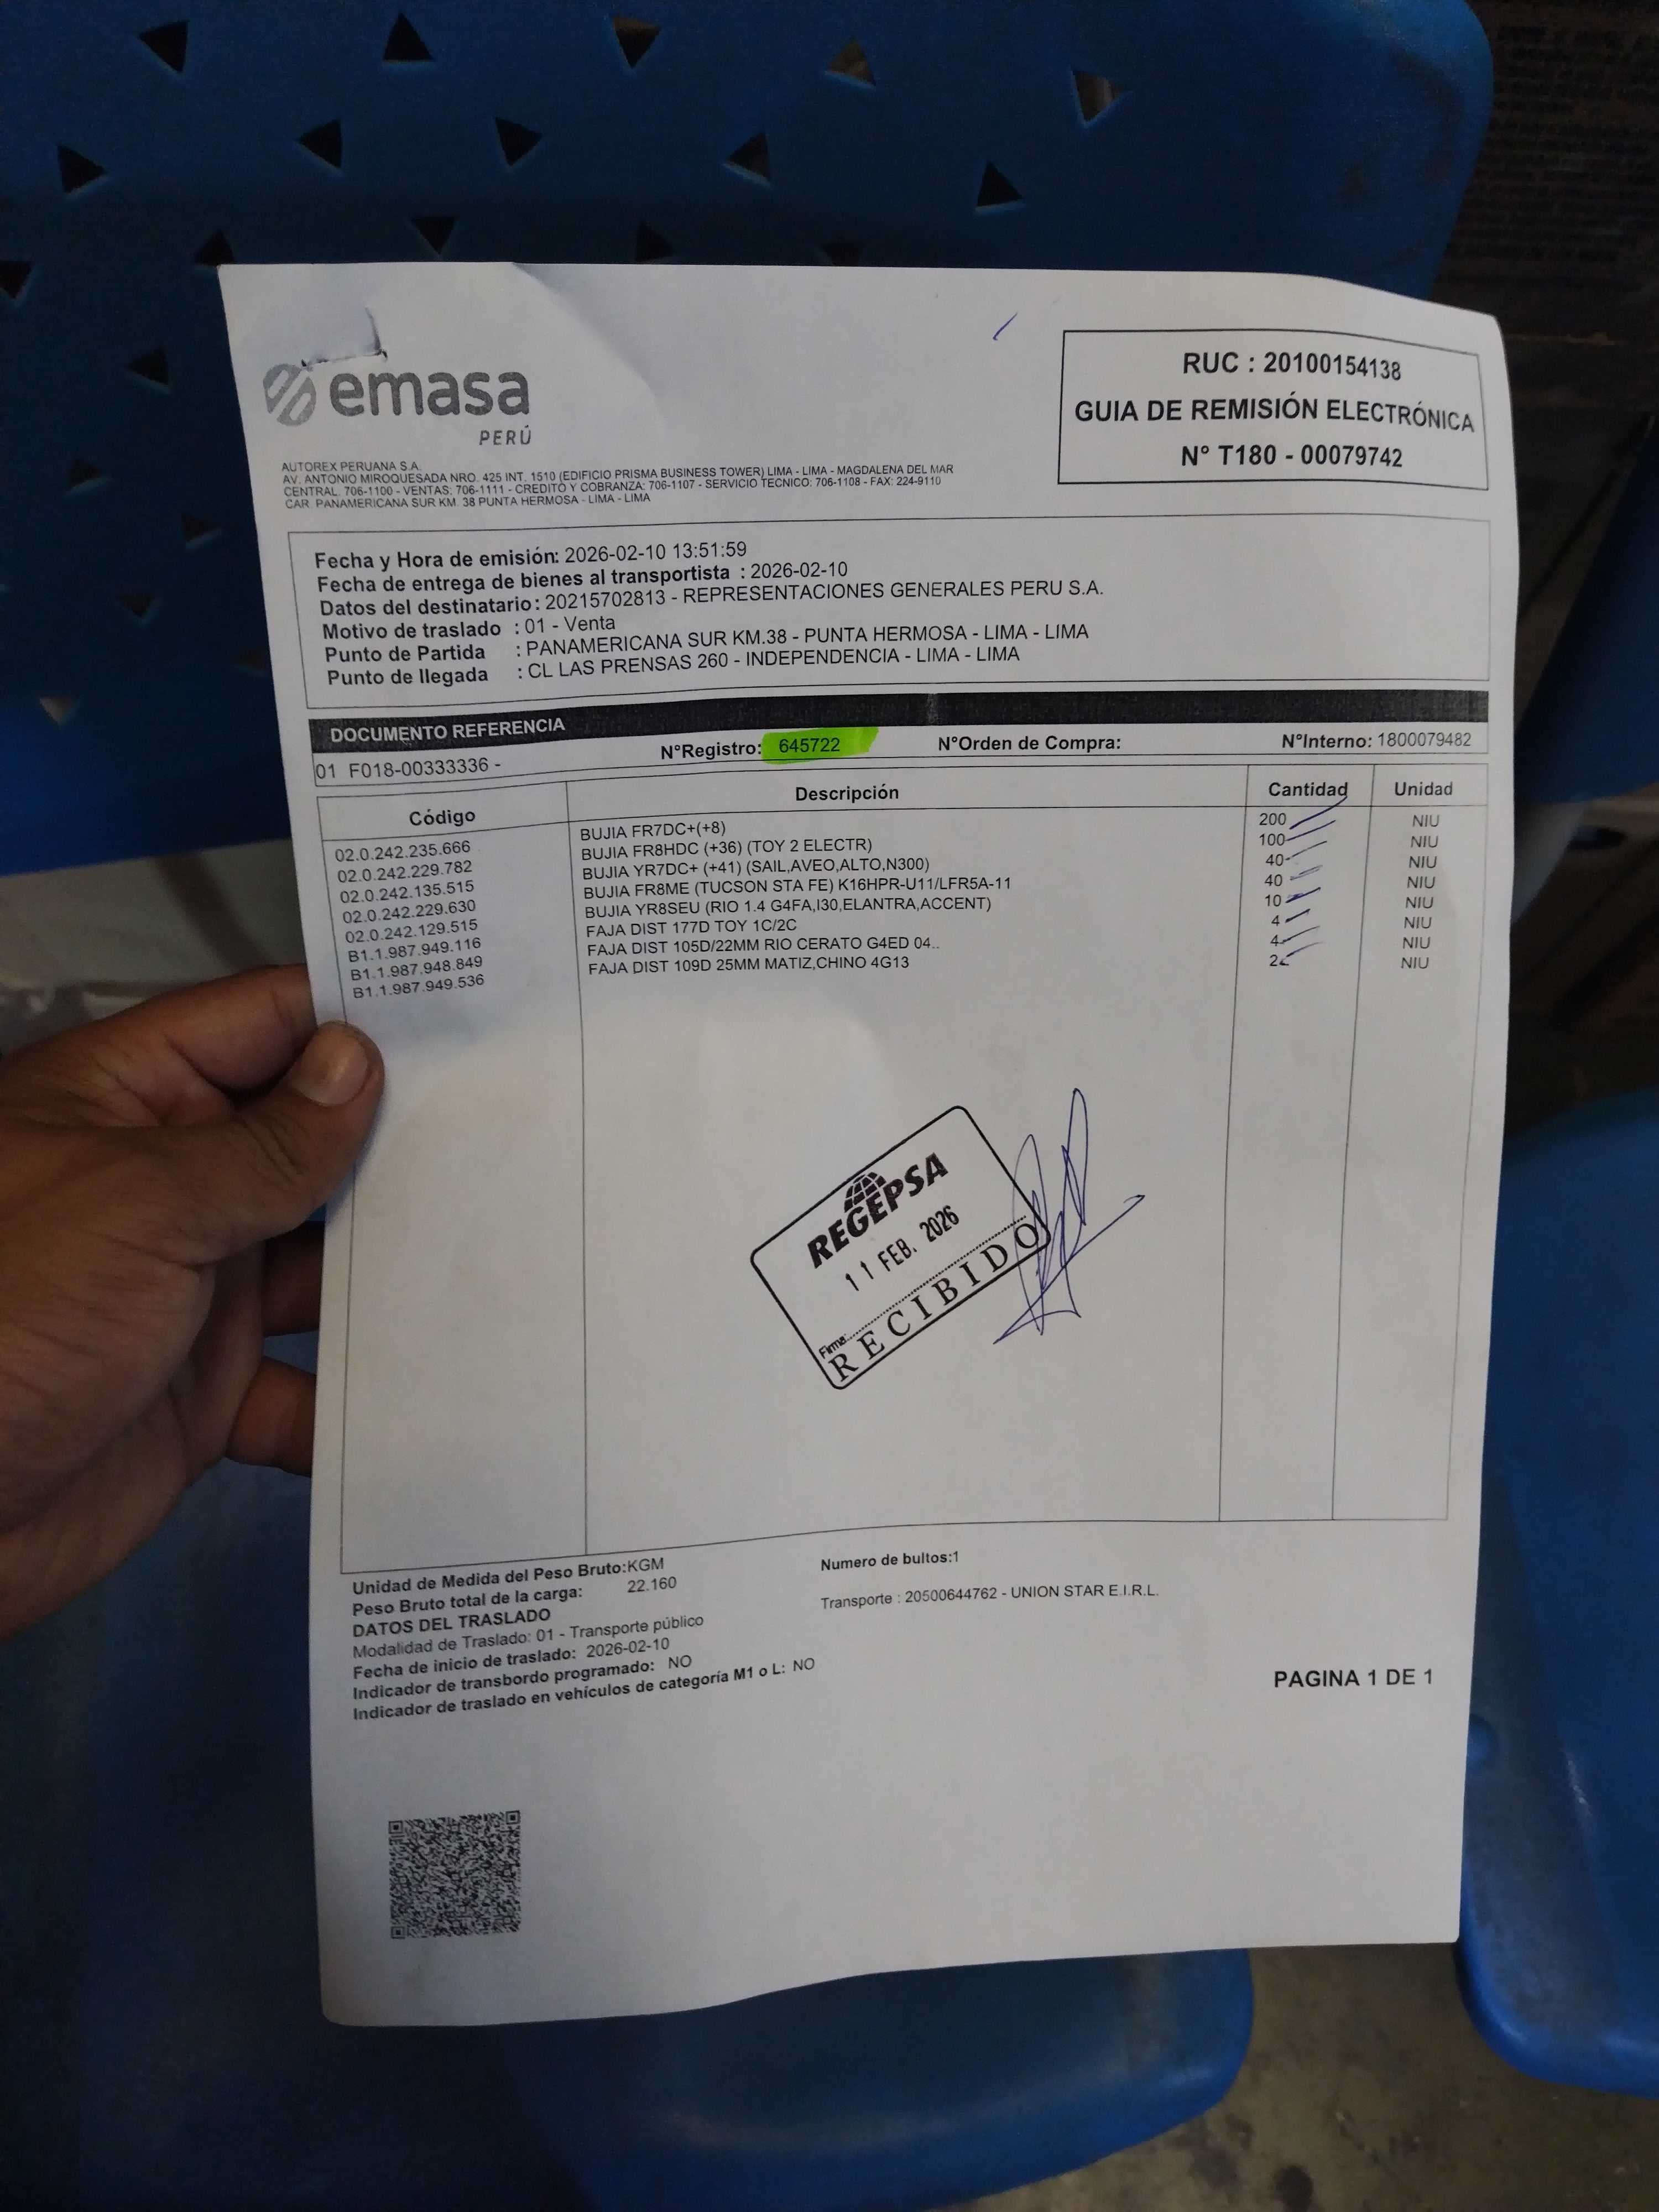 emasa
PERÚ
RUC : 20100154138
GUIA DE REMISIÓN ELECTRÓNICA
N° T180 - 00079742
AUTOREX PERUANA S.A.
AV. ANTONIO MIROQUESADA NRO. 425 INT. 1510 (EDIFICIO PRISMA BUSINESS TOWER) LIMA - LIMA - MAGDALENA DEL MAR
CENTRAL. 706-1100 - VENTAS: 706-1111 - CREDITO Y COBRANZA: 706-1107 - SERVICIO TECNICO: 706-1108 - FAX: 224-9110
CAR. PANAMERICANA SUR KM. 38 PUNTA HERMOSA - LIMA - LIMA
Fecha y Hora de emisión: 2026-02-10 13:51:59
Fecha de entrega de bienes al transportista : 2026-02-10
Datos del destinatario: 20215702813 - REPRESENTACIONES GENERALES PERU S.A.
Motivo de traslado : 01 - Venta
Punto de Partida : PANAMERICANA SUR KM.38 - PUNTA HERMOSA - LIMA - LIMA
Punto de llegada : CL LAS PRENSAS 260 - INDEPENDENCIA - LIMA - LIMA
DOCUMENTO REFERENCIA
01 F018-00333336 - N°Registro: 645722 N°Orden de Compra: N°Interno: 1800079482
Código Descripción Cantidad Unidad
02.0.242.235.666 BUJIA FR7DC+(+8) 200 NIU
02.0.242.229.782 BUJIA FR8HDC (+36) (TOY 2 ELECTR) 100 NIU
02.0.242.135.515 BUJIA YR7DC+ (+41) (SAIL,AVEO,ALTO,N300) 40 NIU
02.0.242.229.630 BUJIA FR8ME (TUCSON STA FE) K16HPR-U11/LFR5A-11 40 NIU
02.0.242.129.515 BUJIA YR8SEU (RIO 1.4 G4FA,I30,ELANTRA,ACCENT) 10 NIU
B1.1.987.949.116 FAJA DIST 177D TOY 1C/2C 4 NIU
B1.1.987.948.849 FAJA DIST 105D/22MM RIO CERATO G4ED 04.. 4 NIU
B1.1.987.949.536 FAJA DIST 109D 25MM MATIZ,CHINO 4G13 2 NIU
REGEPSA
11 FEB. 2026
Firma:
RECIBIDO
Unidad de Medida del Peso Bruto:KGM Numero de bultos:1
Peso Bruto total de la carga: 22.160 Transporte : 20500644762 - UNION STAR E.I.R.L.
DATOS DEL TRASLADO
Modalidad de Traslado: 01 - Transporte público
Fecha de inicio de traslado: 2026-02-10
Indicador de transbordo programado: NO
Indicador de traslado en vehículos de categoría M1 o L: NO
PAGINA 1 DE 1